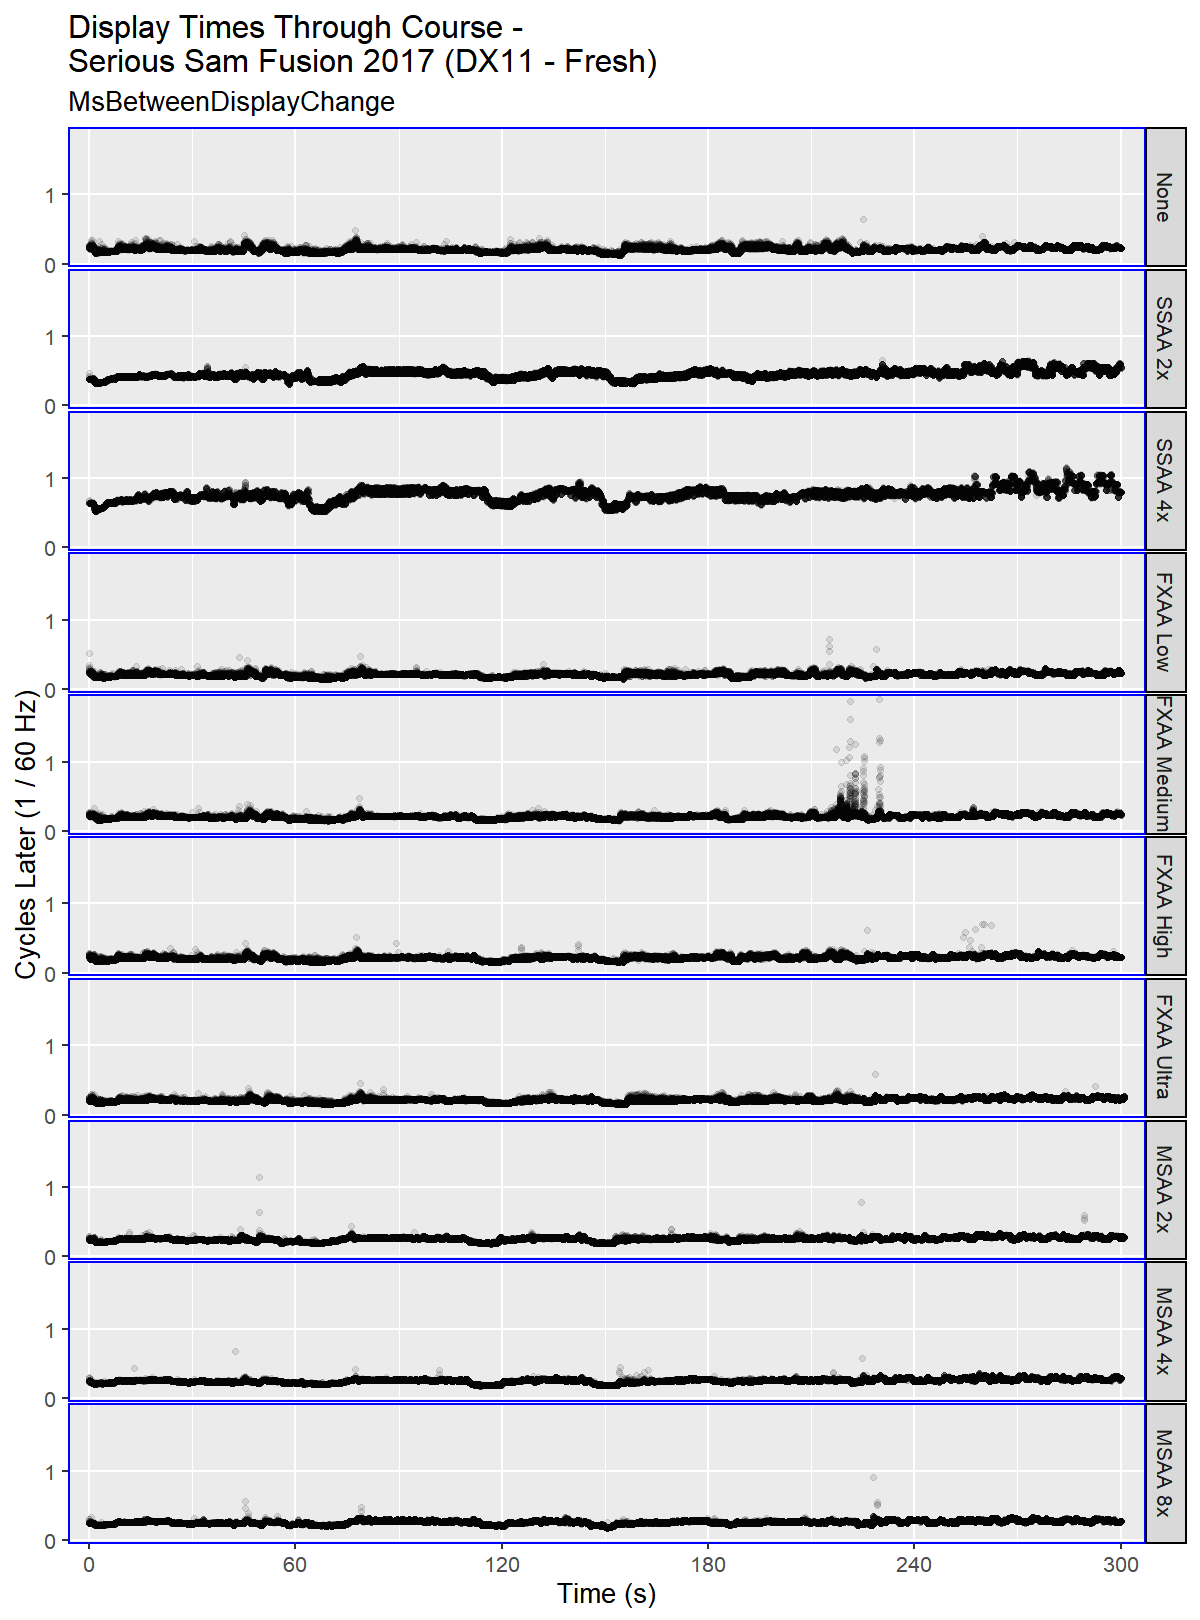 Display Times Through Course -
Serious Sam Fusion 2017 (DX11 - Fresh)
MsBetweenDisplayChange
Cycles Later (1 / 60 Hz)
1
0
None
1
0
SSAA 2x
1
0
SSAA 4x
1
0
FXAA Low
1
0
FXAA Medium
1
0
FXAA High
1
0
FXAA Ultra
1
0
MSAA 2x
1
0
MSAA 4x
1
0
MSAA 8x
0 60 120 180 240 300
Time (s)